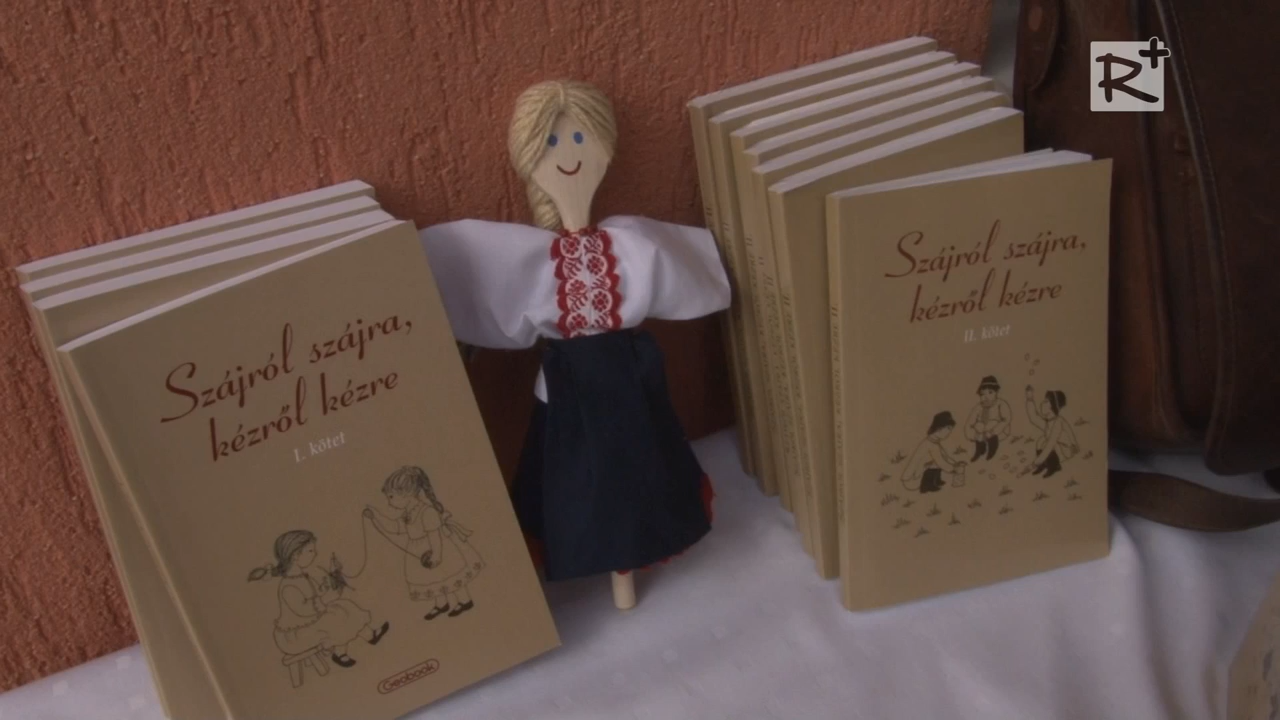 Szájról szájra,
kézről kézre
I. kötet
Geobook
Szájról szájra,
kézről kézre
II. kötet
R+